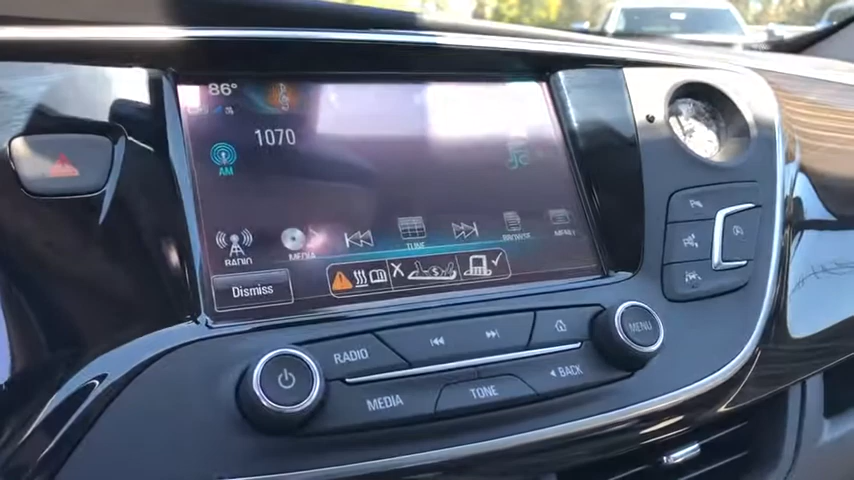 86°
1070
AM
RADIO
MEDIA
TUNE
BROWSE
MENU
Dismiss
RADIO
MENU
MEDIA
TONE
BACK